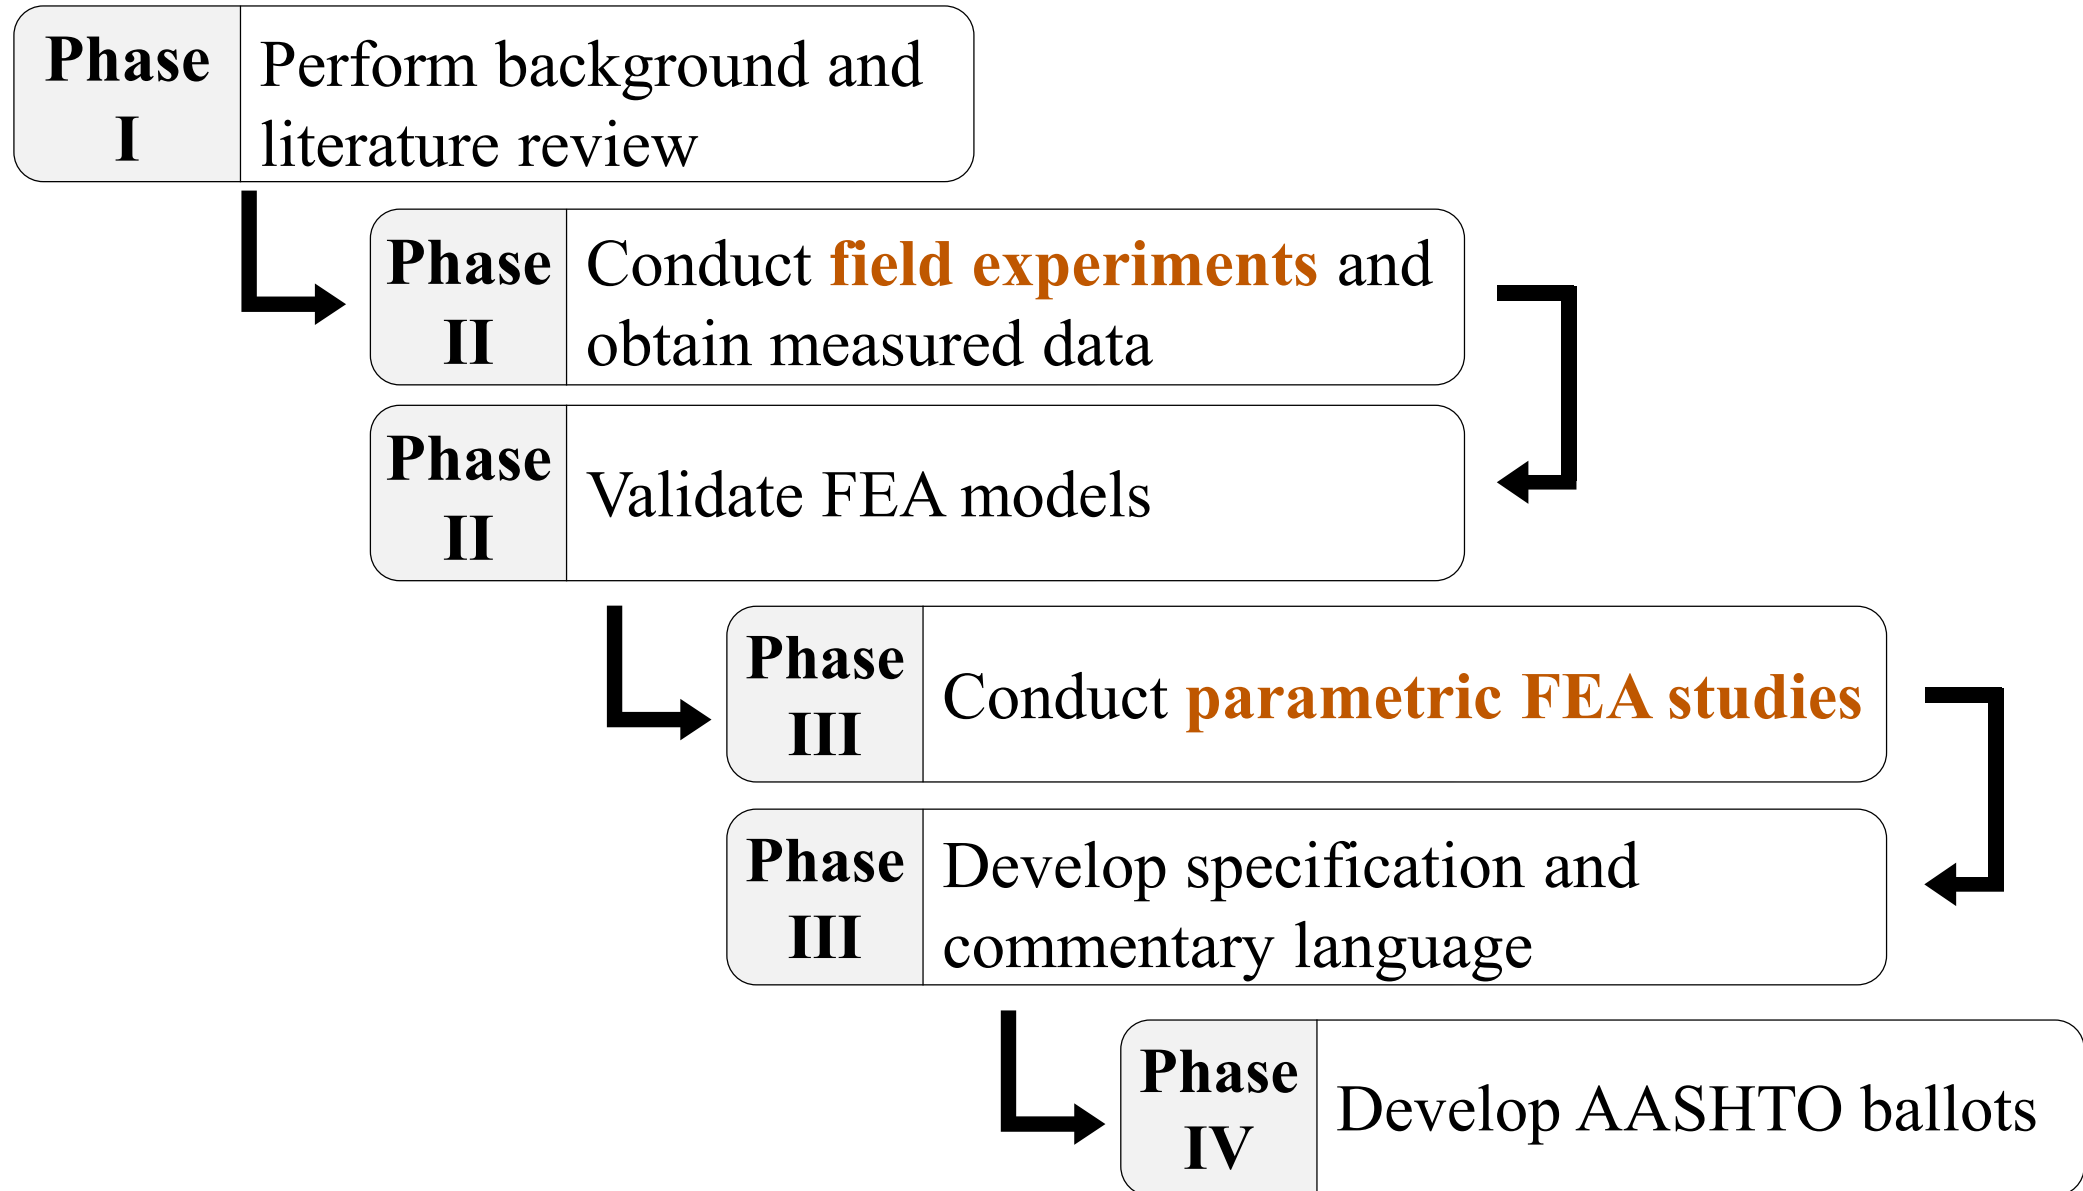 Phase
I
Perform background and
literature review
Phase
II
Conduct field experiments and
obtain measured data
Phase
II
Validate FEA models
Phase
III
Conduct parametric FEA studies
Phase
III
Develop specification and
commentary language
Phase
IV
Develop AASHTO ballots